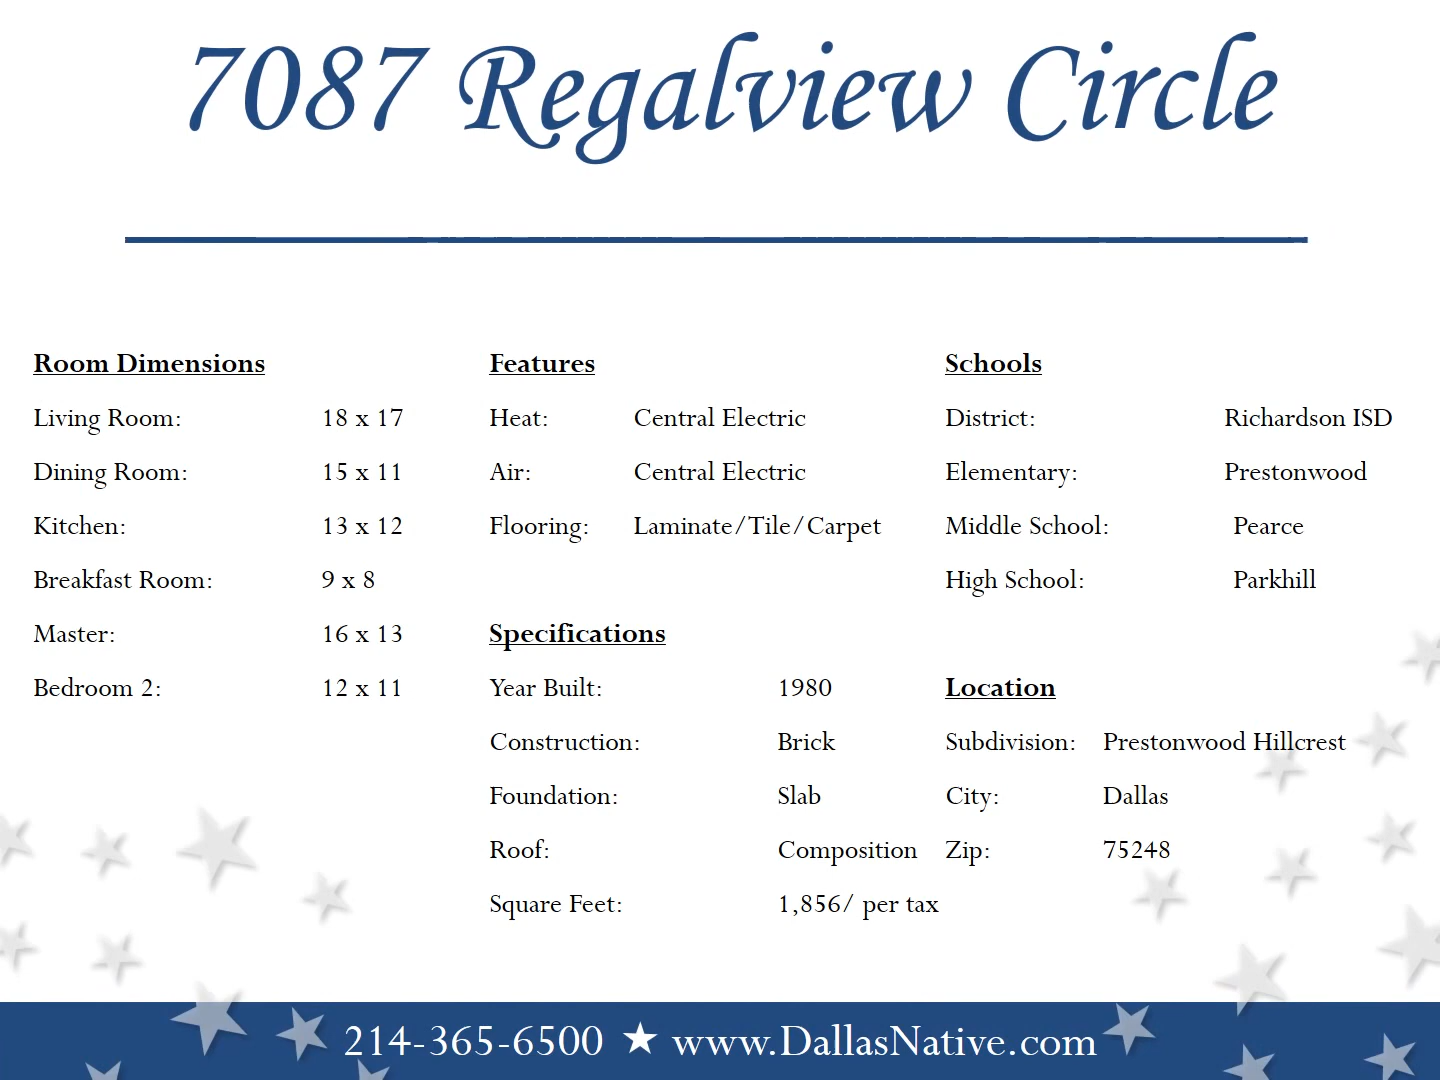 7087 Regalview Circle
Room Dimensions
Living Room: 18 x 17
Dining Room: 15 x 11
Kitchen: 13 x 12
Breakfast Room: 9 x 8
Master: 16 x 13
Bedroom 2: 12 x 11
Features
Heat: Central Electric
Air: Central Electric
Flooring: Laminate/Tile/Carpet
Specifications
Year Built: 1980
Construction: Brick
Foundation: Slab
Roof: Composition
Square Feet: 1,856/ per tax
Schools
District: Richardson ISD
Elementary: Prestonwood
Middle School: Pearce
High School: Parkhill
Location
Subdivision: Prestonwood Hillcrest
City: Dallas
Zip: 75248
214-365-6500 ★ www.DallasNative.com